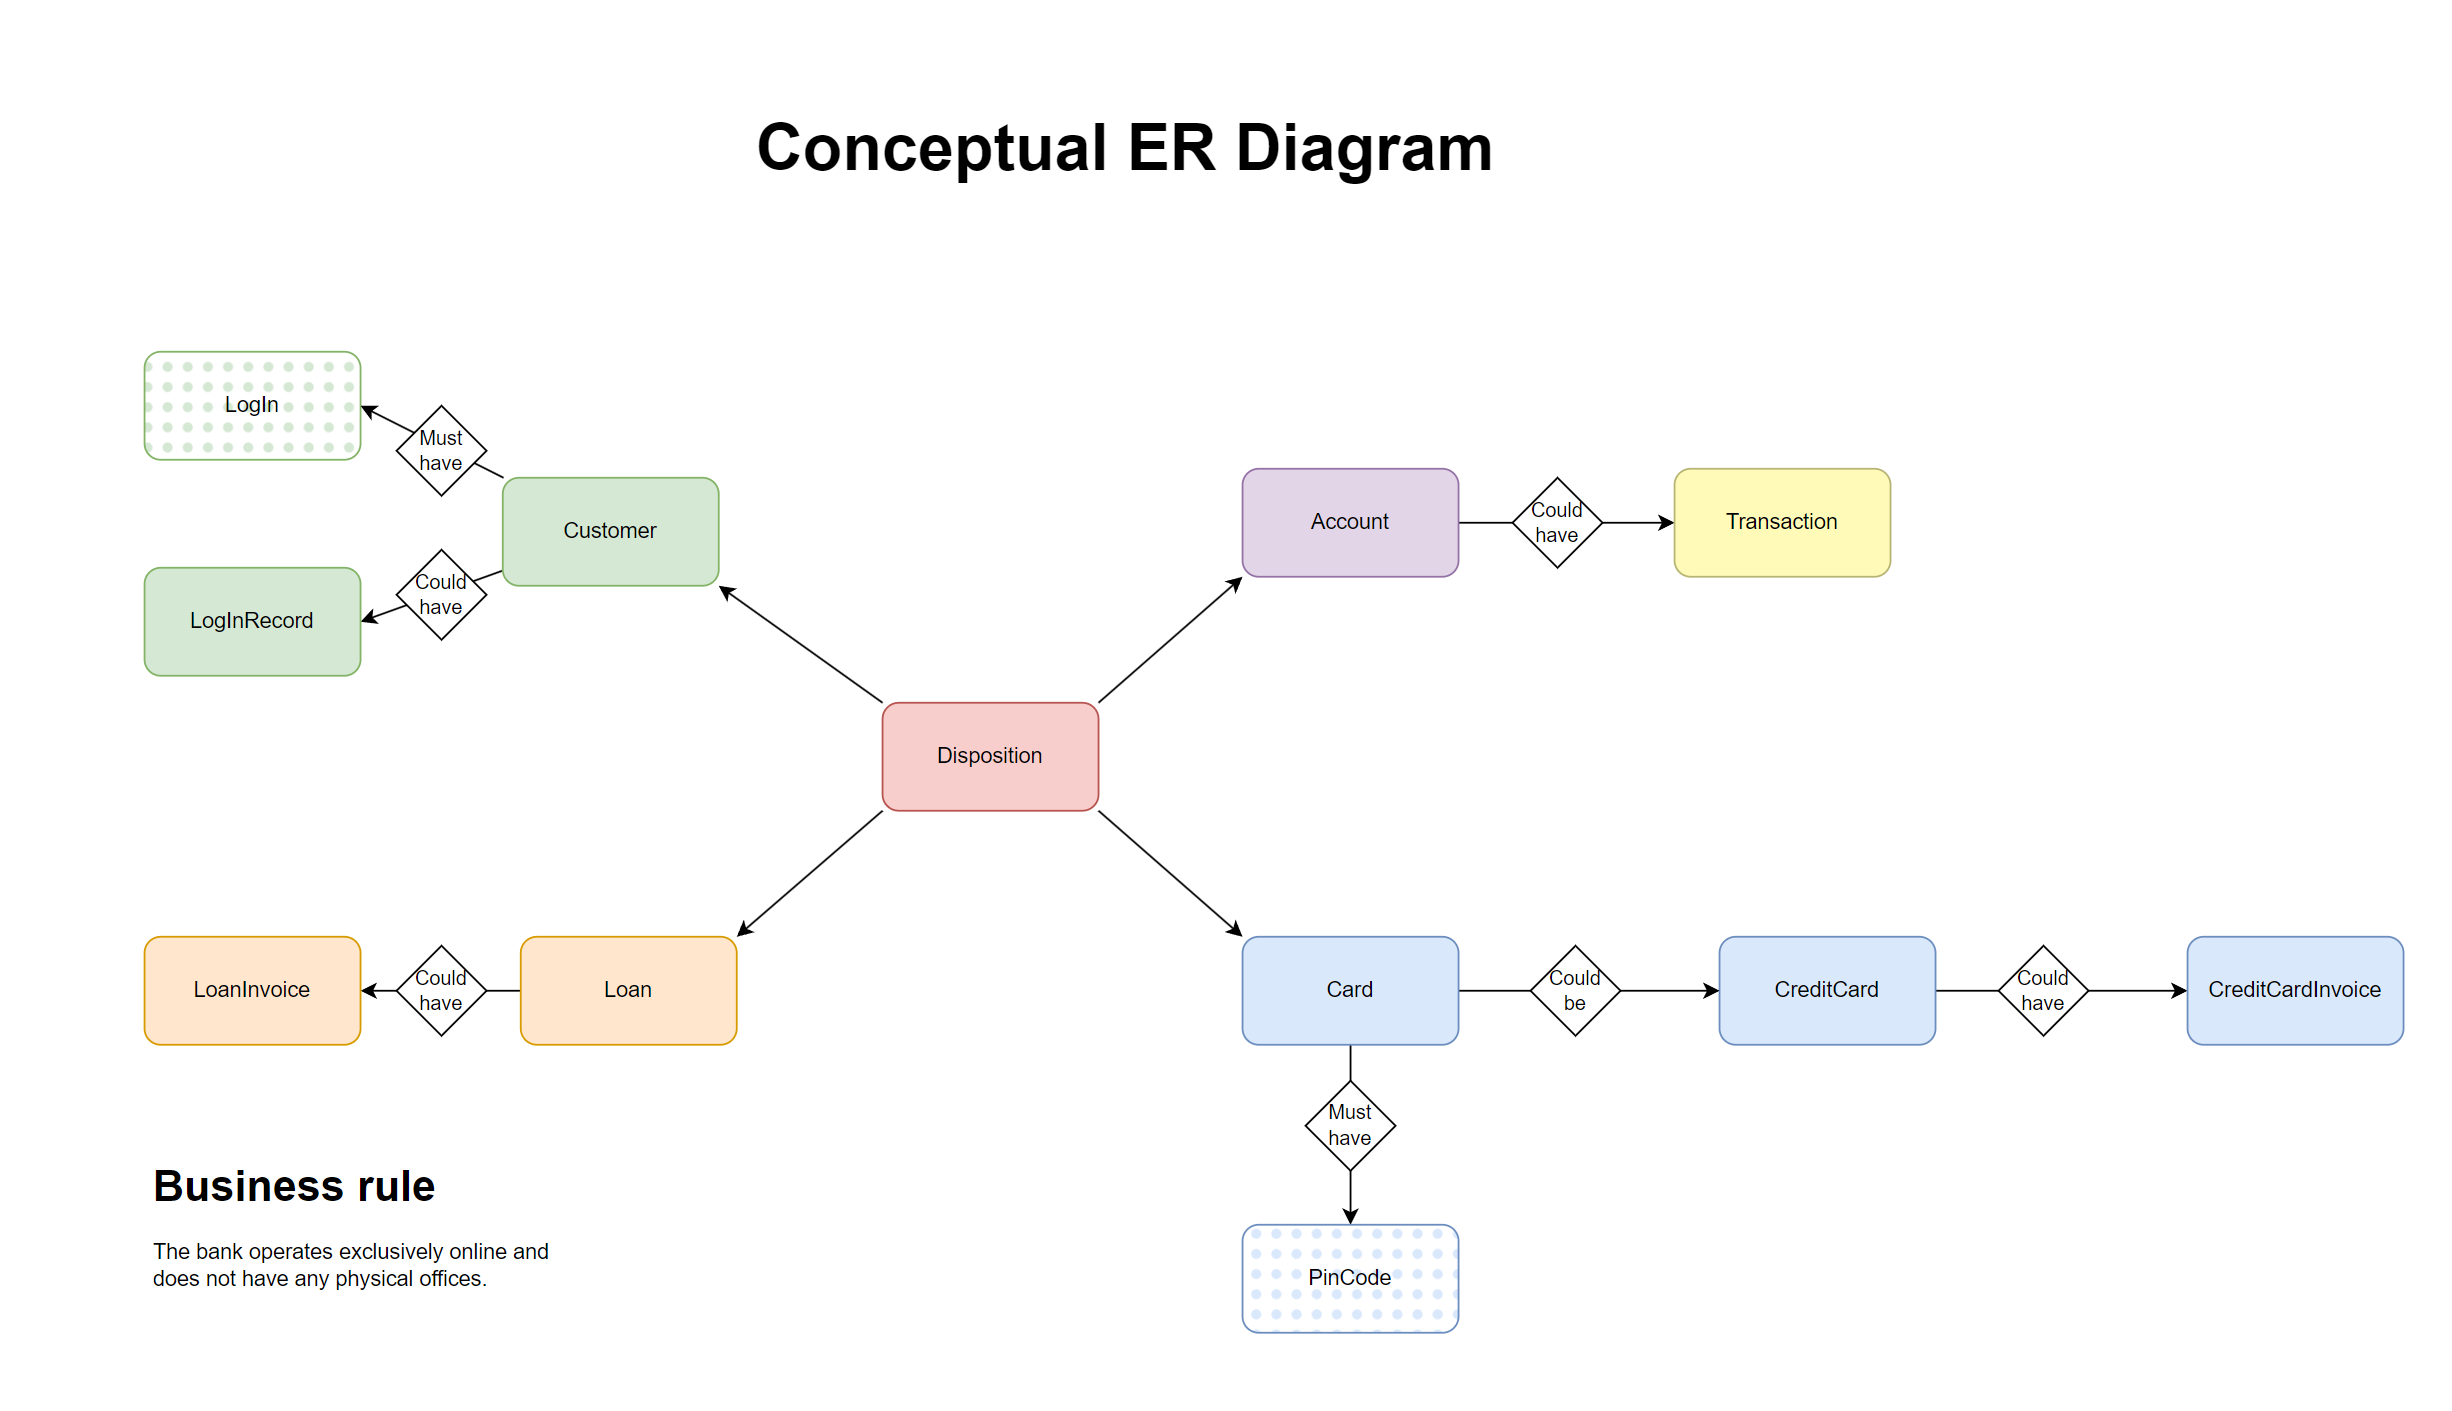 Conceptual ER Diagram
LogIn
Must
have
Customer
Could
have
LogInRecord
Account
Could
have
Transaction
Disposition
LoanInvoice
Could
have
Loan
Card
Could
be
CreditCard
Could
have
CreditCardInvoice
Must
have
PinCode
Business rule
The bank operates exclusively online and
does not have any physical offices.